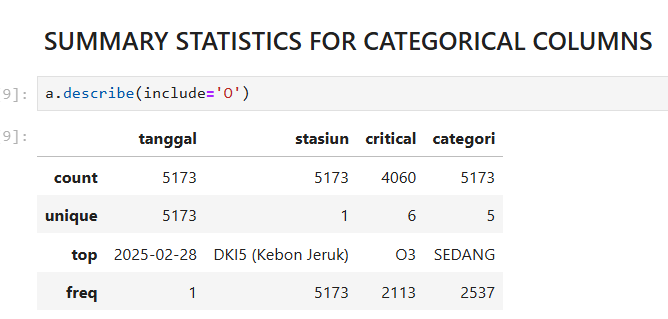 SUMMARY STATISTICS FOR CATEGORICAL COLUMNS
9]: a.describe(include='O')
9]: tanggal stasiun critical categori
count 5173 5173 4060 5173
unique 5173 1 6 5
top 2025-02-28 DKI5 (Kebon Jeruk) O3 SEDANG
freq 1 5173 2113 2537